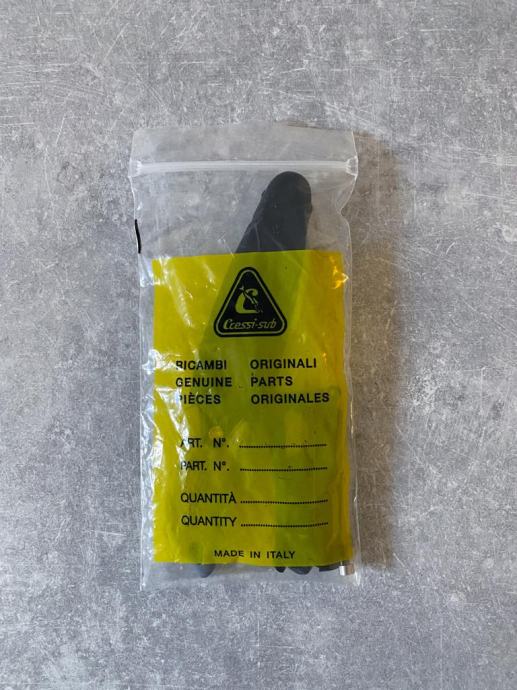 Cressi-sub
RICAMBI ORIGINALI
GENUINE PARTS
PIÈCES ORIGINALES
ART. N°. ................
PART. N°. ................
QUANTITÀ ................
QUANTITY ................
MADE IN ITALY